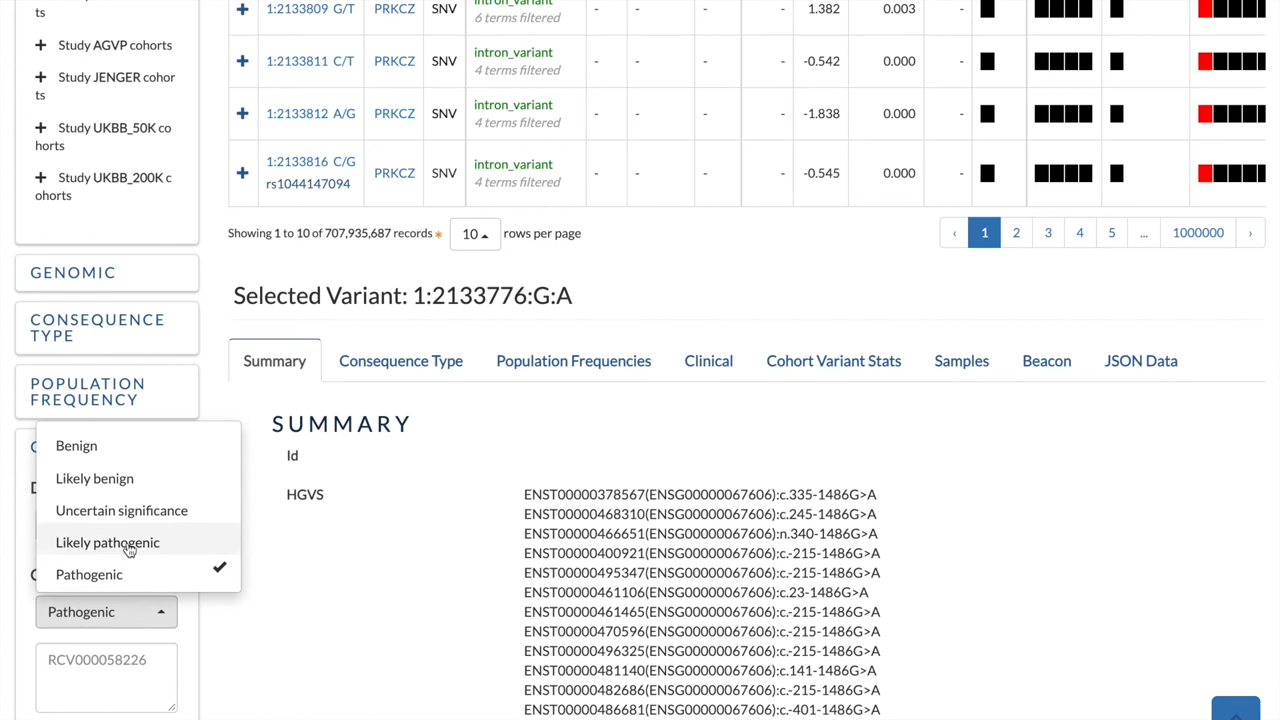 ts
+ Study AGVP cohorts
+ Study JENGER cohor
ts
+ Study UKBB_50K co
horts
+ Study UKBB_200K c
ohorts
GENOMIC
CONSEQUENCE
TYPE
POPULATION
FREQUENCY
Benign
Likely benign
Uncertain significance
Likely pathogenic
Pathogenic
Pathogenic
RCV000058226
+ 1:2133809 G/T PRKCZ SNV intron_variant - - - - 1.382 0.003 -
6 terms filtered
+ 1:2133811 C/T PRKCZ SNV intron_variant - - - - -0.542 0.000 -
4 terms filtered
+ 1:2133812 A/G PRKCZ SNV intron_variant - - - - -1.838 0.000 -
4 terms filtered
+ 1:2133816 C/G PRKCZ SNV intron_variant - - - - -0.545 0.000 -
rs1044147094 4 terms filtered
Showing 1 to 10 of 707,935,687 records * 10 rows per page ‹ 1 2 3 4 5 ... 1000000 ›
Selected Variant: 1:2133776:G:A
Summary Consequence Type Population Frequencies Clinical Cohort Variant Stats Samples Beacon JSON Data
SUMMARY
Id
HGVS ENST00000378567(ENSG00000067606):c.335-1486G>A
ENST00000468310(ENSG00000067606):c.245-1486G>A
ENST00000466651(ENSG00000067606):n.340-1486G>A
ENST00000400921(ENSG00000067606):c.-215-1486G>A
ENST00000495347(ENSG00000067606):c.-215-1486G>A
ENST00000461106(ENSG00000067606):c.23-1486G>A
ENST00000461465(ENSG00000067606):c.-215-1486G>A
ENST00000470596(ENSG00000067606):c.-215-1486G>A
ENST00000496325(ENSG00000067606):c.-215-1486G>A
ENST00000481140(ENSG00000067606):c.141-1486G>A
ENST00000482686(ENSG00000067606):c.-215-1486G>A
ENST00000486681(ENSG00000067606):c.-401-1486G>A